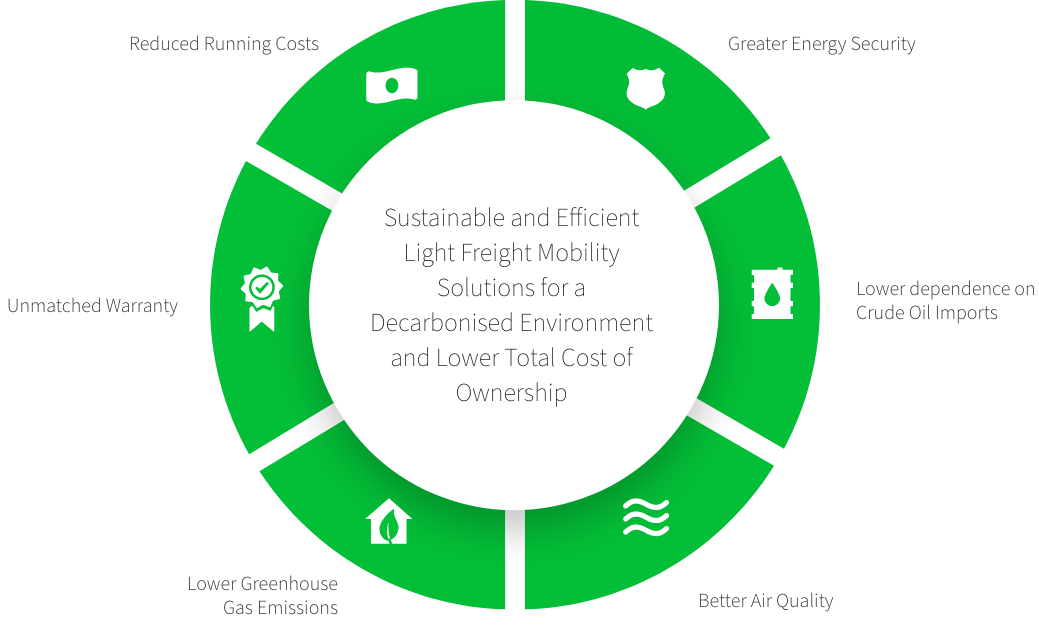 Reduced Running Costs
Greater Energy Security
Sustainable and Efficient
Light Freight Mobility
Solutions for a
Decarbonised Environment
and Lower Total Cost of
Ownership
Unmatched Warranty
Lower dependence on
Crude Oil Imports
Lower Greenhouse
Gas Emissions
Better Air Quality